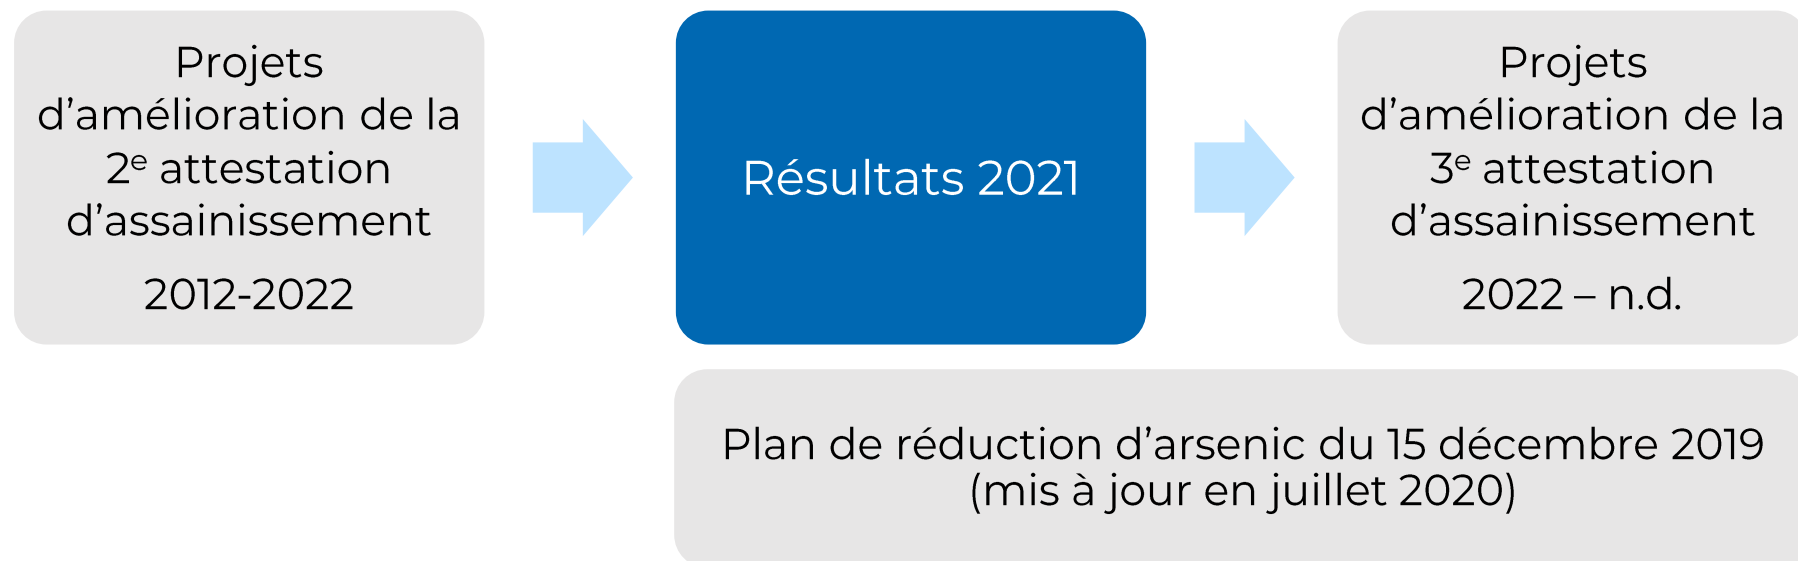 Projets
d’amélioration de la
2e attestation
d’assainissement
2012-2022
Résultats 2021
Projets
d’amélioration de la
3e attestation
d’assainissement
2022 – n.d.
Plan de réduction d’arsenic du 15 décembre 2019
(mis à jour en juillet 2020)